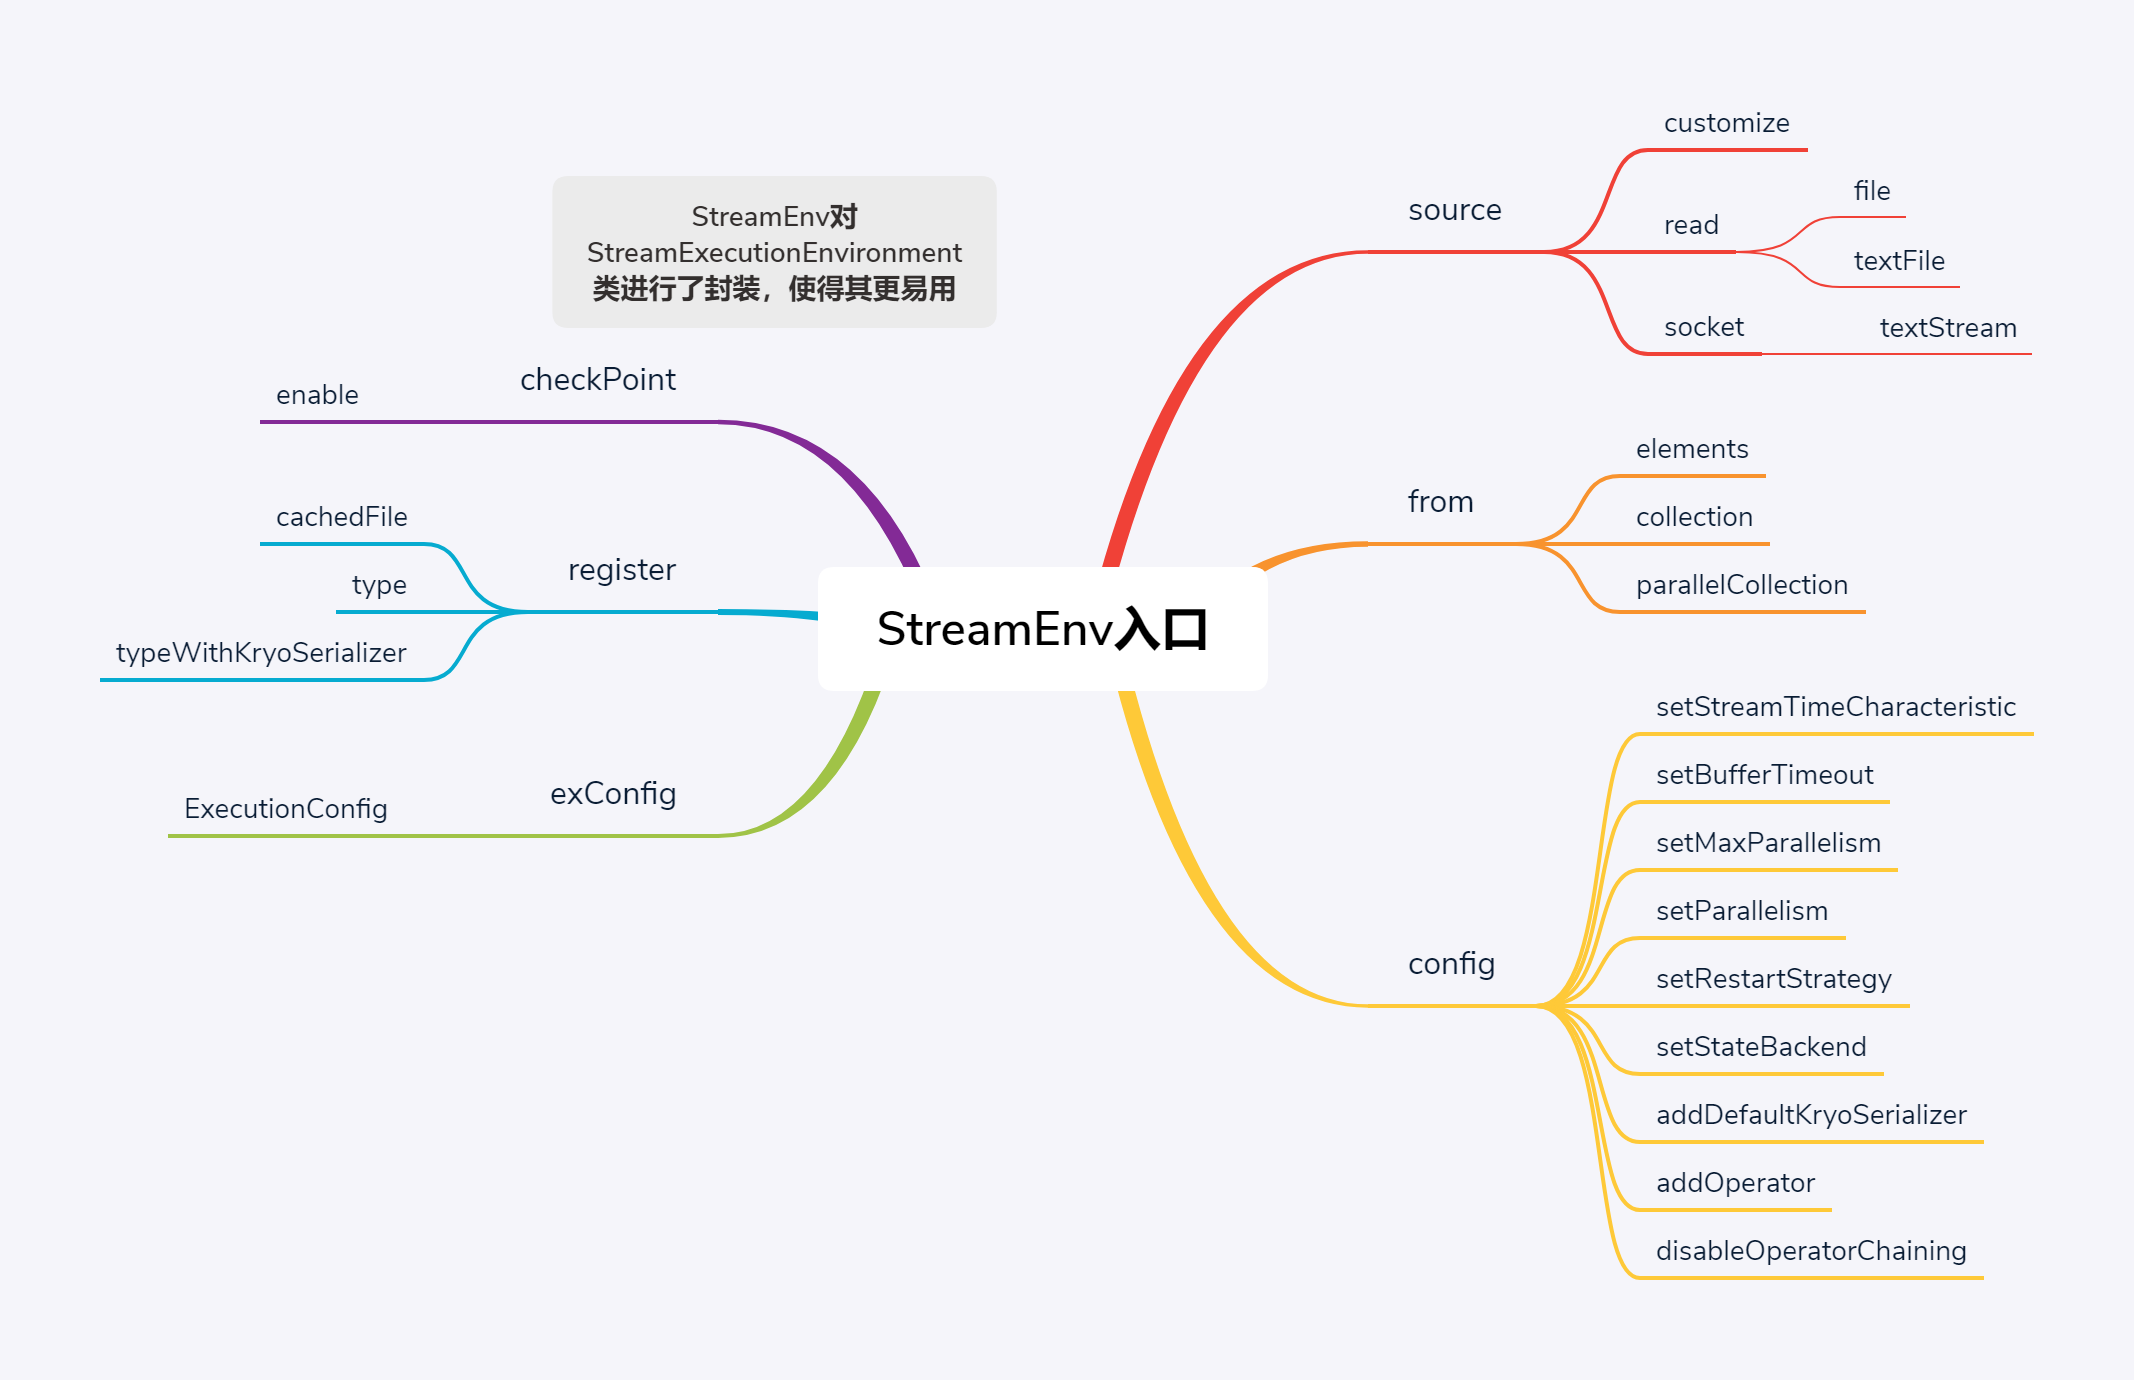 StreamEnv对
StreamExecutionEnvironment
类进行了封装，使得其更易用
StreamEnv入口
source
customize
read
file
textFile
socket
textStream
from
elements
collection
parallelCollection
config
setStreamTimeCharacteristic
setBufferTimeout
setMaxParallelism
setParallelism
setRestartStrategy
setStateBackend
addDefaultKryoSerializer
addOperator
disableOperatorChaining
checkPoint
enable
register
cachedFile
type
typeWithKryoSerializer
exConfig
ExecutionConfig